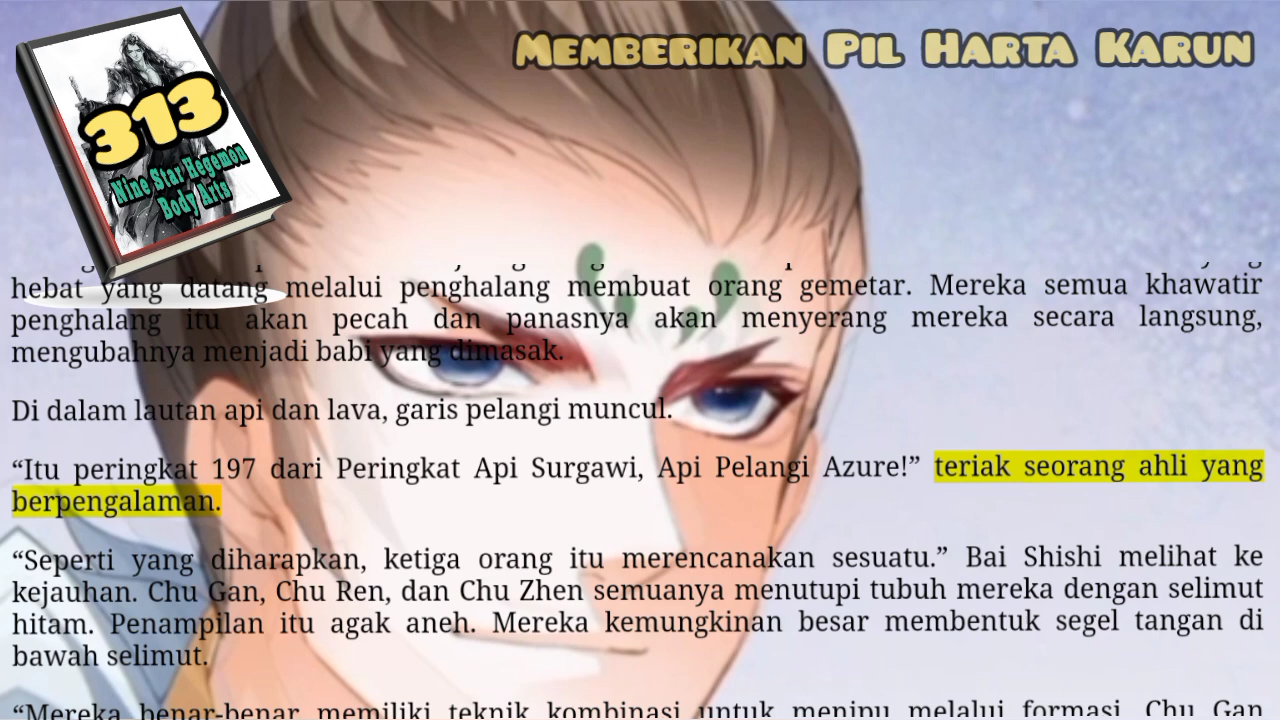 MEMBERIKAN PIL HARTA KARUN
313
Nine Star Hegemon
Body Arts
hebat yang datang melalui penghalang membuat orang gemetar. Mereka semua khawatir
penghalang itu akan pecah dan panasnya akan menyerang mereka secara langsung,
mengubahnya menjadi babi yang dimasak.
Di dalam lautan api dan lava, garis pelangi muncul.
“Itu peringkat 197 dari Peringkat Api Surgawi, Api Pelangi Azure!” teriak seorang ahli yang
berpengalaman.
“Seperti yang diharapkan, ketiga orang itu merencanakan sesuatu.” Bai Shishi melihat ke
kejauhan. Chu Gan, Chu Ren, dan Chu Zhen semuanya menutupi tubuh mereka dengan selimut
hitam. Penampilan itu agak aneh. Mereka kemungkinan besar membentuk segel tangan di
bawah selimut.
“Mereka benar-benar memiliki teknik kombinasi untuk menipu melalui formasi. Chu Gan